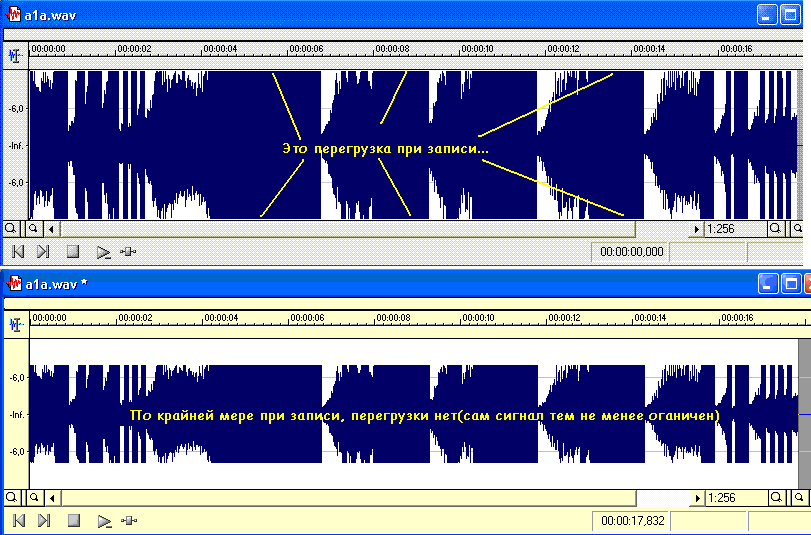 a1a.wav
00:00:00 00:00:02 00:00:04 00:00:06 00:00:08 00:00:10 00:00:12 00:00:14 00:00:16
-6,0
Это перегрузка при записи...
-Inf.
-6,0
1:256
00:00:00,000
a1a.wav *
00:00:00 00:00:02 00:00:04 00:00:06 00:00:08 00:00:10 00:00:12 00:00:14 00:00:16
-6,0
-Inf.
По крайней мере при записи, перегрузки нет(сам сигнал тем не менее оганичен)
-6,0
1:256
00:00:17,832